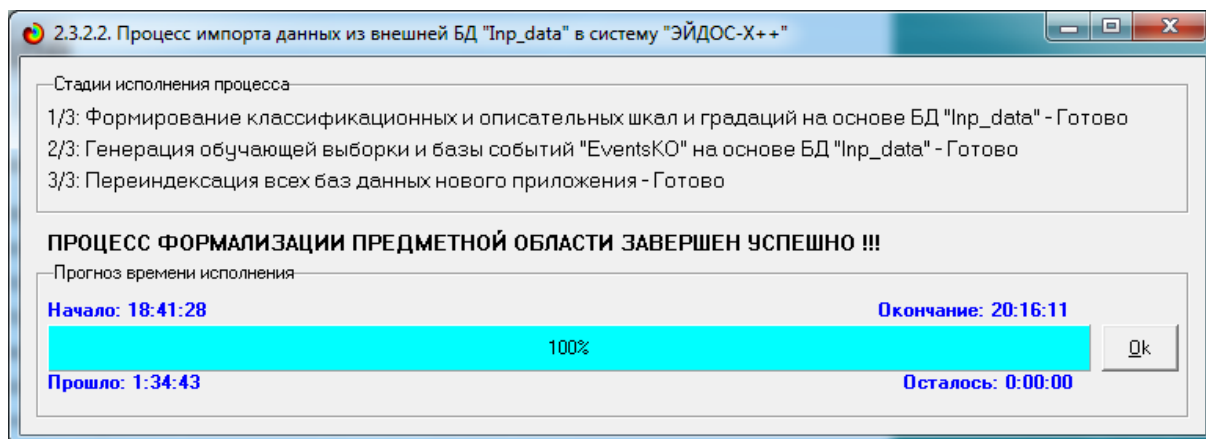 2.3.2.2. Процесс импорта данных из внешней БД "Inp_data" в систему "ЭЙДОС-X++"
Стадии исполнения процесса
1/3: Формирование классификационных и описательных шкал и градаций на основе БД "Inp_data" - Готово
2/3: Генерация обучающей выборки и базы событий "EventsKO" на основе БД "Inp_data" - Готово
3/3: Переиндексация всех баз данных нового приложения - Готово
ПРОЦЕСС ФОРМАЛИЗАЦИИ ПРЕДМЕТНОЙ ОБЛАСТИ ЗАВЕРШЕН УСПЕШНО !!!
Прогноз времени исполнения
Начало: 18:41:28 Окончание: 20:16:11
100% Ok
Прошло: 1:34:43 Осталось: 0:00:00